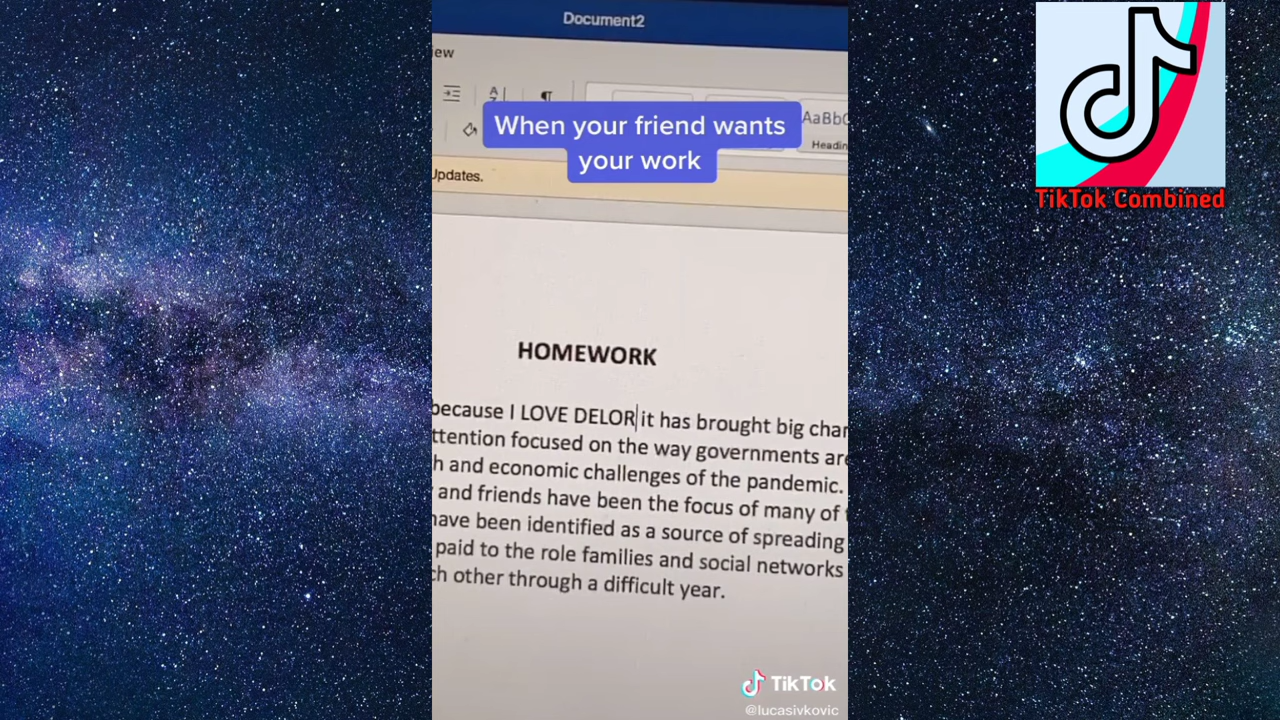 Document2
ew
When your friend wants
your work
AaBbC
Headin
Updates.
HOMEWORK
because I LOVE DELOR it has brought big chan
ttention focused on the way governments are
h and economic challenges of the pandemic.
and friends have been the focus of many of
have been identified as a source of spreading
paid to the role families and social networks
ch other through a difficult year.
TikTok
@lucasivkovic
TikTok Combined